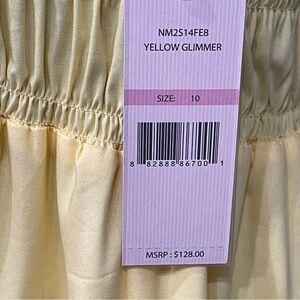 NM2S14FE8
YELLOW GLIMMER
SIZE: 10
8 82888 86700 1
MSRP : $128.00